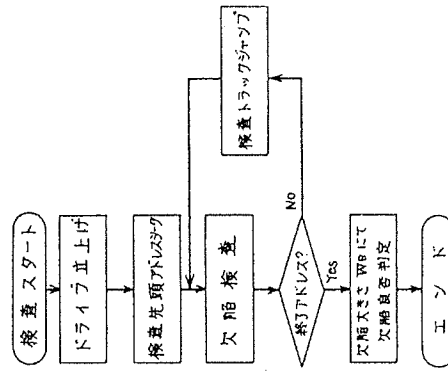 検査スタート
ドライブ立上げ
検査先頭アドレスシーク
欠陥検査
終了アドレス?
No
検査トラックジャンプ
Yes
欠陥大きさWBにて
欠陥良否判定
エンド